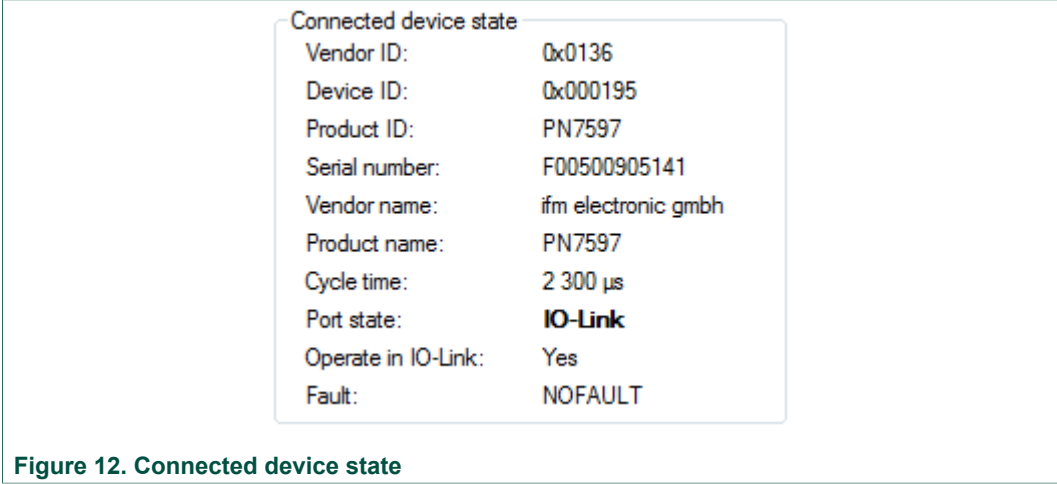 Connected device state
Vendor ID: 0x0136
Device ID: 0x000195
Product ID: PN7597
Serial number: F00500905141
Vendor name: ifm electronic gmbh
Product name: PN7597
Cycle time: 2 300 µs
Port state: IO-Link
Operate in IO-Link: Yes
Fault: NOFAULT
Figure 12. Connected device state